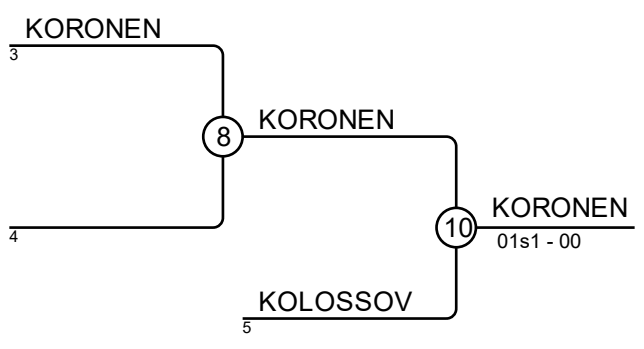 KORONEN
3
8
KORONEN
4
10
KORONEN
01s1 - 00
KOLOSSOV
5